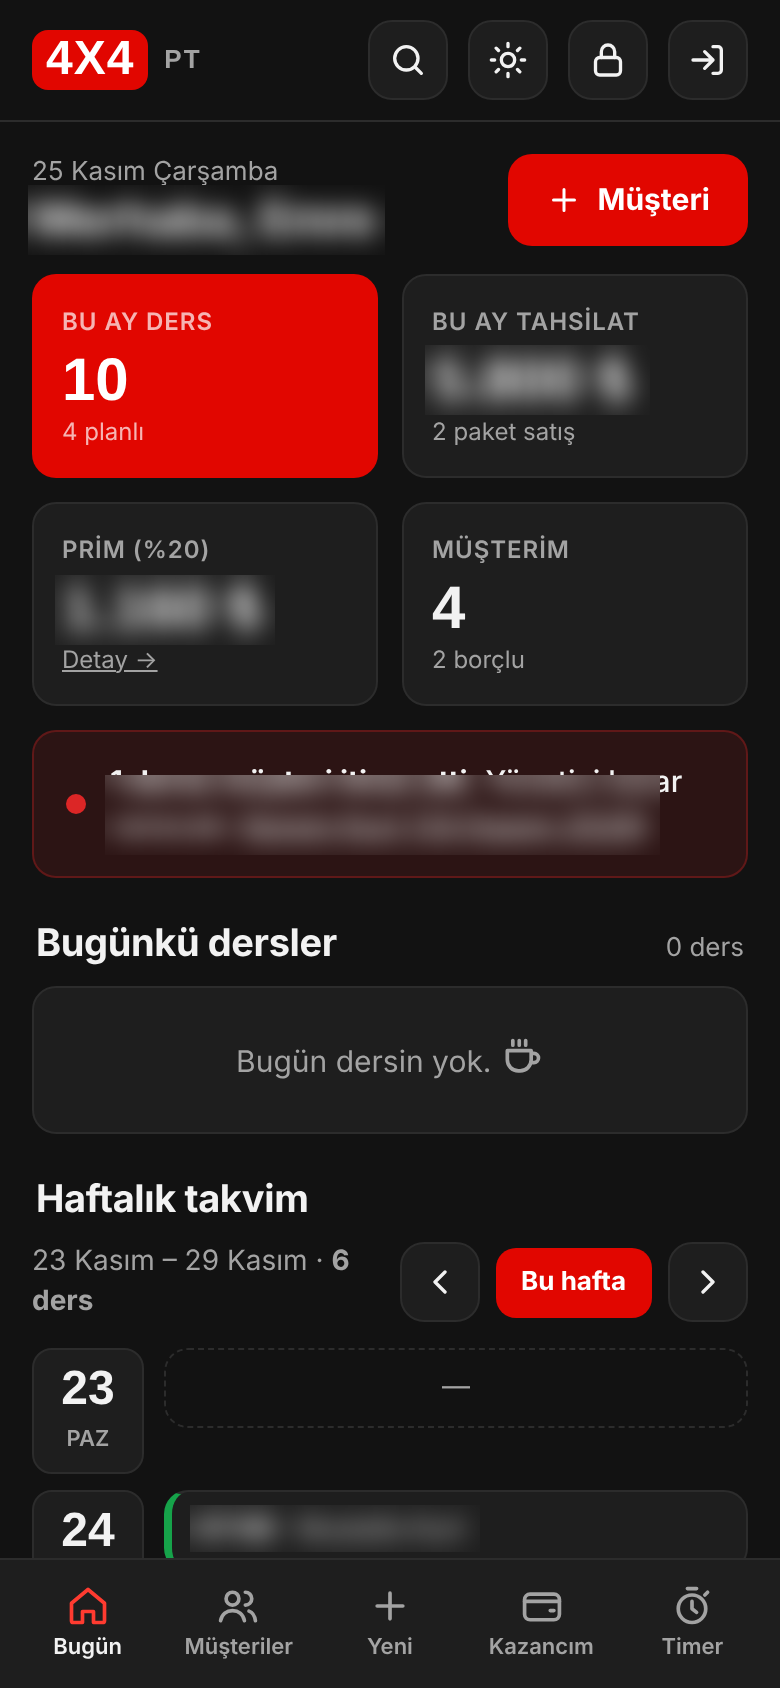 4X4 PT
25 Kasım Çarşamba
+ Müşteri
BU AY DERS
10
4 planlı
BU AY TAHSİLAT
2 paket satış
PRİM (%20)
Detay →
MÜŞTERİM
4
2 borçlu
Bugünkü dersler
0 ders
Bugün dersin yok.
Haftalık takvim
23 Kasım – 29 Kasım · 6
ders
Bu hafta
23
PAZ
—
24
Bugün
Müşteriler
Yeni
Kazancım
Timer